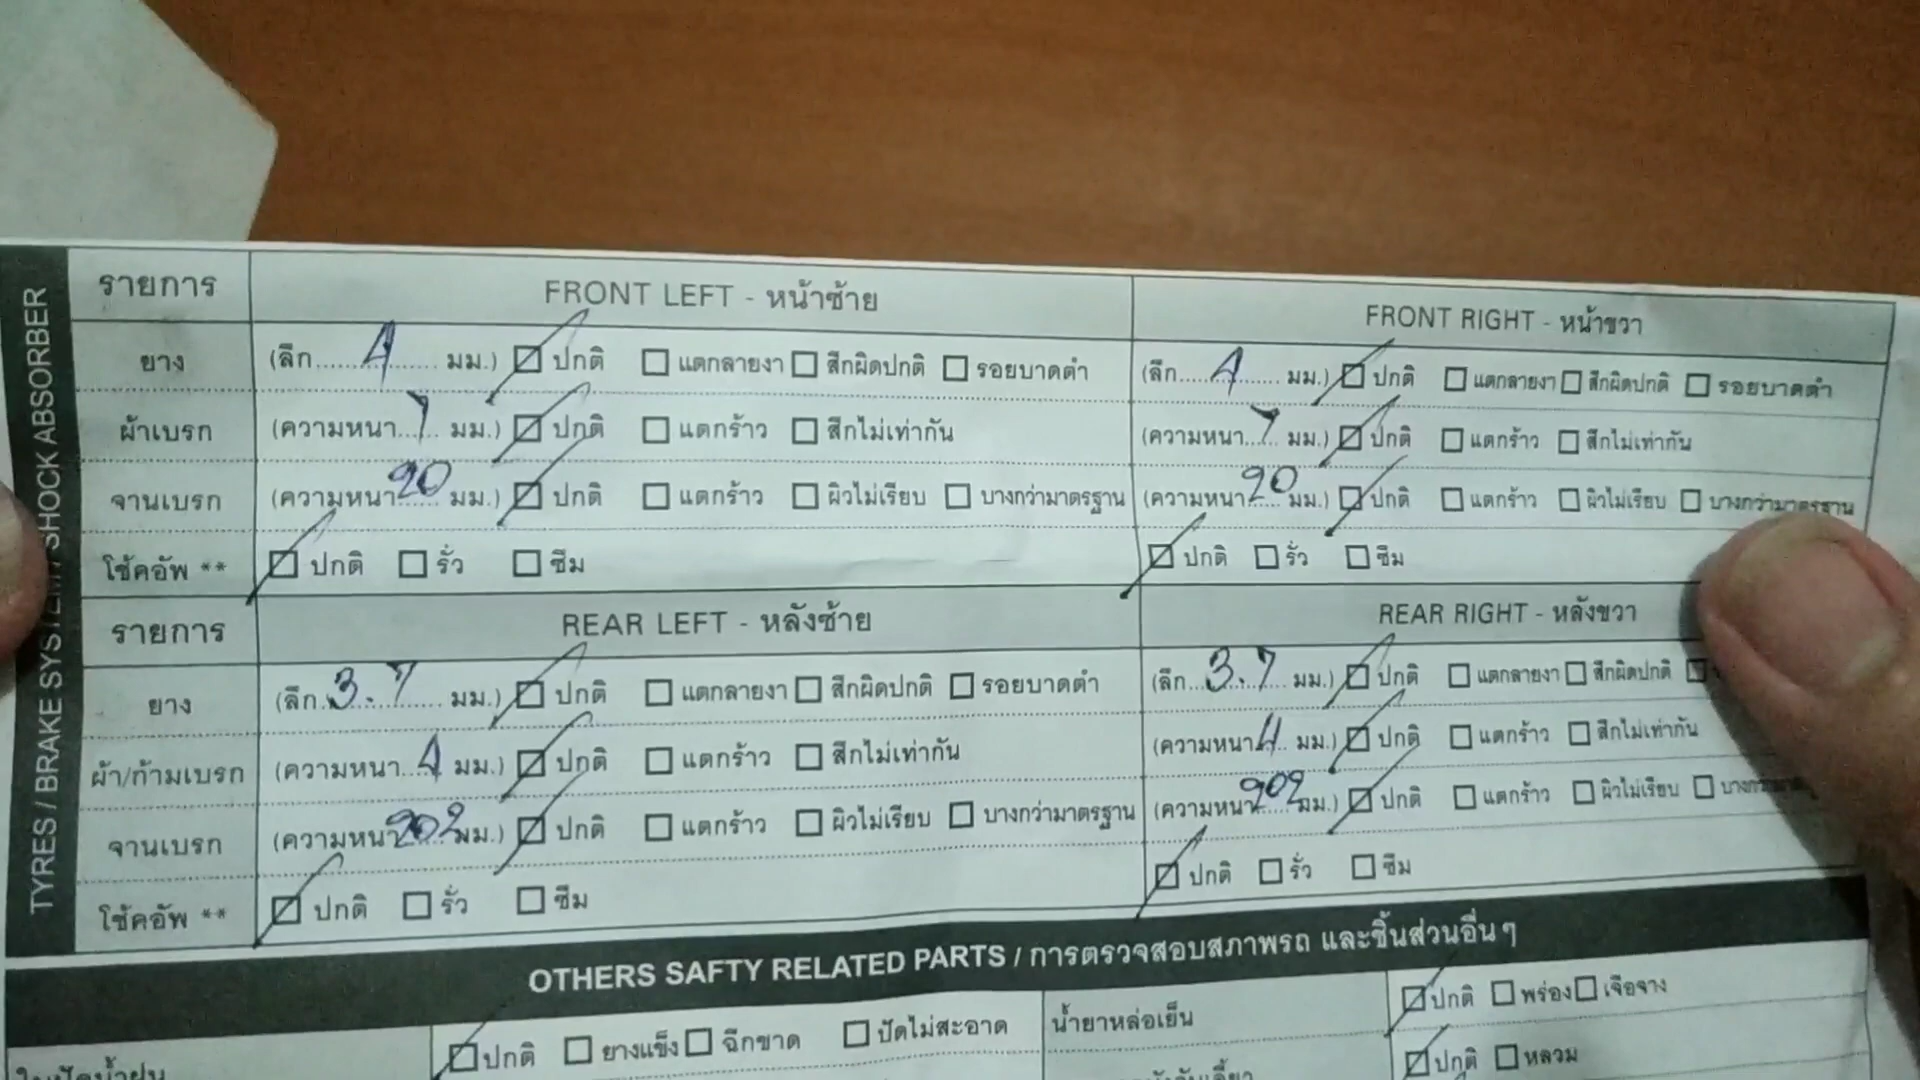 TYRES / BRAKE SYSTEM / SHOCK ABSORBER
รายการ FRONT LEFT - หน้าซ้าย FRONT RIGHT - หน้าขวา
ยาง (ลึก.... 4 .... มม.) ปกติ แตกลายงา สึกผิดปกติ รอยบาดตำ (ลึก.... 4 .... มม.) ปกติ แตกลายงา สึกผิดปกติ รอยบาดตำ
ผ้าเบรก (ความหนา.. 7 .. มม.) ปกติ แตกร้าว สึกไม่เท่ากัน (ความหนา.. 7 .. มม.) ปกติ แตกร้าว สึกไม่เท่ากัน
จานเบรก (ความหนา 20 มม.) ปกติ แตกร้าว ผิวไม่เรียบ บางกว่ามาตรฐาน (ความหนา 20 มม.) ปกติ แตกร้าว ผิวไม่เรียบ บางกว่ามาตรฐาน
โช้คอัพ ** ปกติ รั่ว ซึม ปกติ รั่ว ซึม
รายการ REAR LEFT - หลังซ้าย REAR RIGHT - หลังขวา
ยาง (ลึก.. 3.7 .... มม.) ปกติ แตกลายงา สึกผิดปกติ รอยบาดตำ (ลึก.. 3.7 .... มม.) ปกติ แตกลายงา สึกผิดปกติ
ผ้า/ก้ามเบรก (ความหนา.. 4 .. มม.) ปกติ แตกร้าว สึกไม่เท่ากัน (ความหนา. 4 .. มม.) ปกติ แตกร้าว สึกไม่เท่ากัน
จานเบรก (ความหนา 202 มม.) ปกติ แตกร้าว ผิวไม่เรียบ บางกว่ามาตรฐาน (ความหนา 202 มม.) ปกติ แตกร้าว ผิวไม่เรียบ
โช้คอัพ ** ปกติ รั่ว ซึม ปกติ รั่ว ซึม
OTHERS SAFTY RELATED PARTS / การตรวจสอบสภาพรถ และชิ้นส่วนอื่นๆ
ปกติ ยางแข็ง ฉีกขาด ปัดไม่สะอาด น้ำยาหล่อเย็น ปกติ พร่อง เจือจาง
ปกติ หลวม